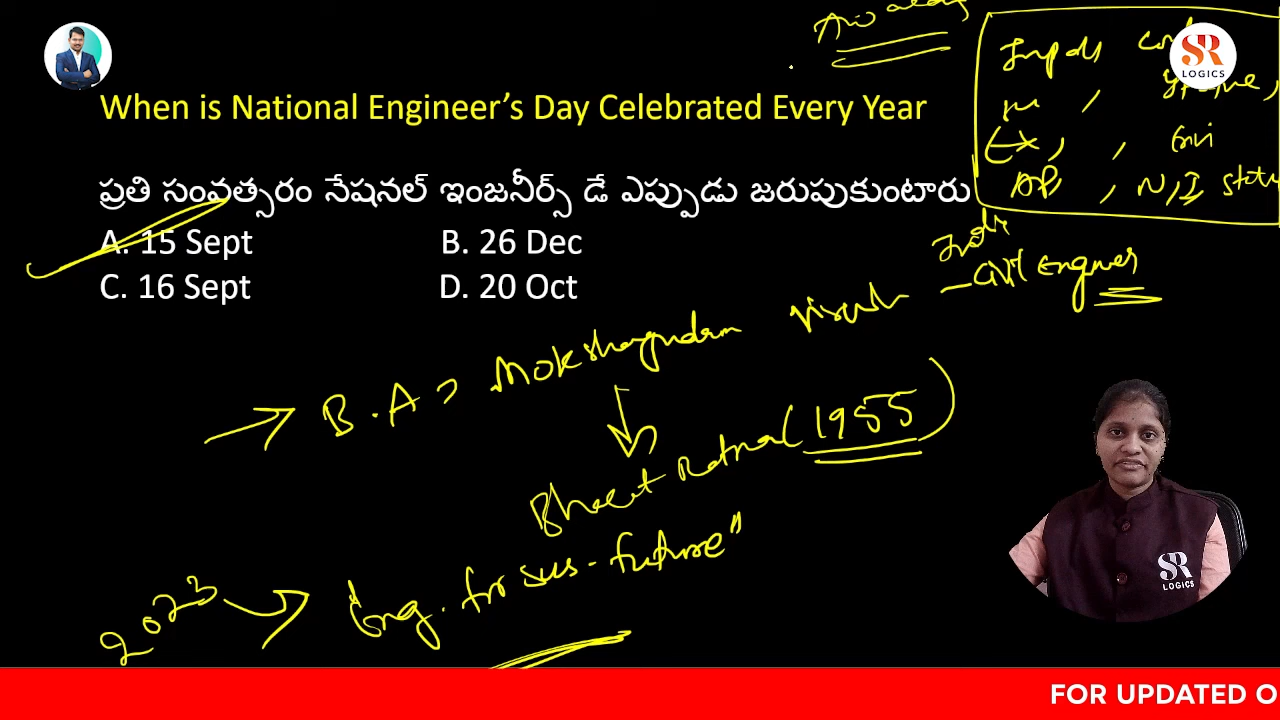 SR
LOGICS
When is National Engineer’s Day Celebrated Every Year
ప్రతి సంవత్సరం నేషనల్ ఇంజనీర్స్ డే ఎప్పుడు జరుపుకుంటారు
A. 15 Sept B. 26 Dec
C. 16 Sept D. 20 Oct
civil Engineer
B.A > Mokshagundam
Bharat Ratna (1955)
2023 Eng. for sus-future"
SR
LOGICS
FOR UPDATED O